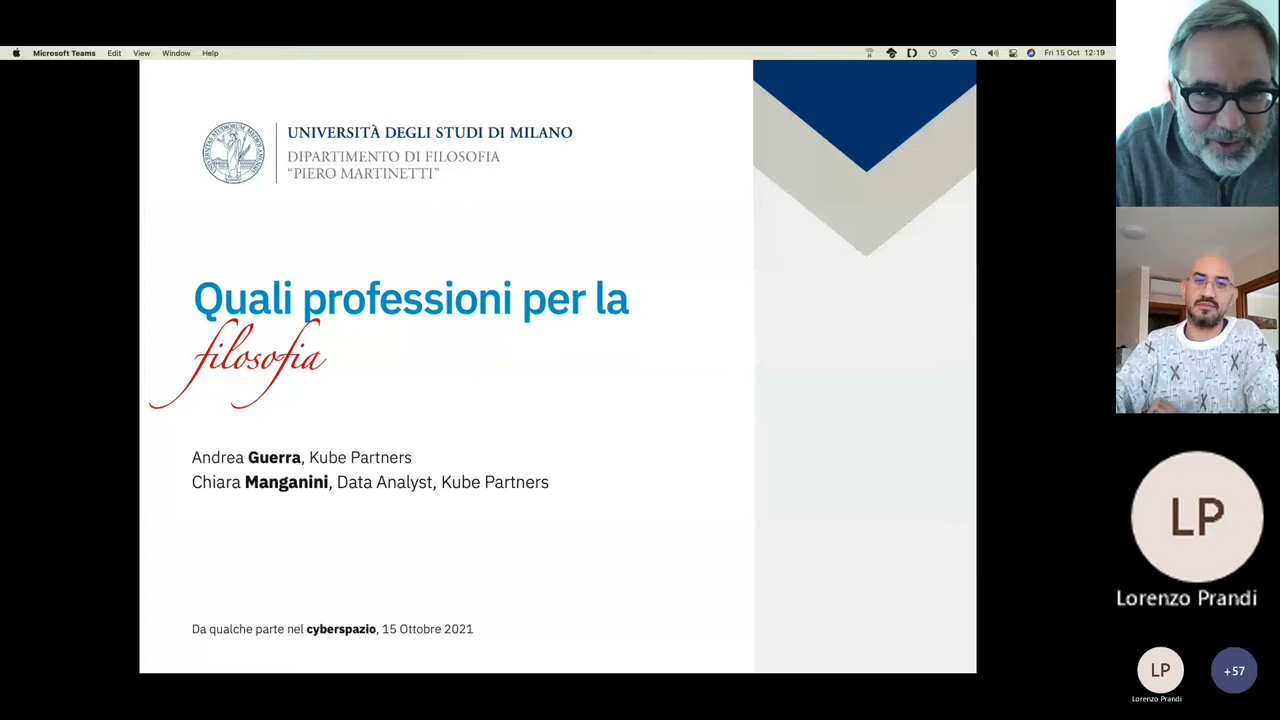 Microsoft Teams Edit View Window Help
Fri 15 Oct 12:19
UNIVERSITÀ DEGLI STUDI DI MILANO
DIPARTIMENTO DI FILOSOFIA
“PIERO MARTINETTI”
Quali professioni per la
filosofia
Andrea Guerra, Kube Partners
Chiara Manganini, Data Analyst, Kube Partners
Da qualche parte nel cyberspazio, 15 Ottobre 2021
LP
Lorenzo Prandi
LP
Lorenzo Prandi
+57